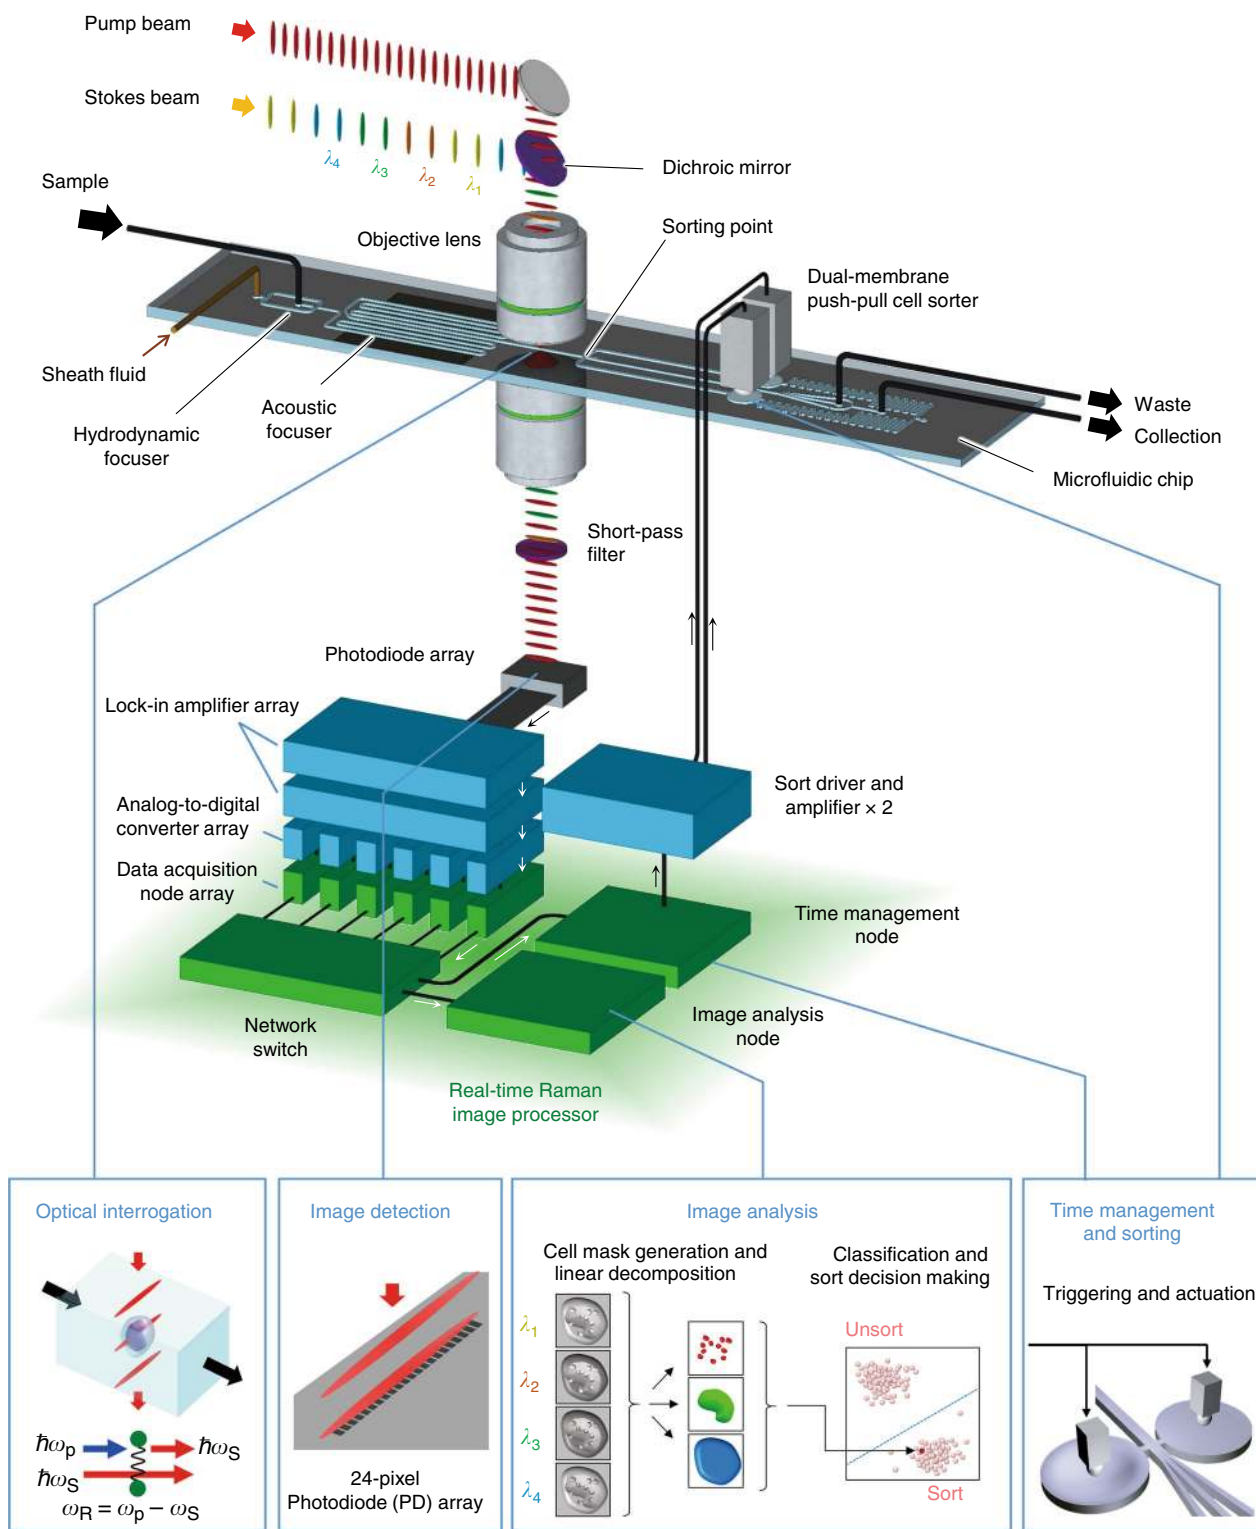 Pump beam
Stokes beam
λ4
λ3
λ2
λ1
Dichroic mirror
Sample
Objective lens
Sorting point
Dual-membrane
push-pull cell sorter
Sheath fluid
Hydrodynamic
focuser
Acoustic
focuser
Waste
Collection
Microfluidic chip
Short-pass
filter
Photodiode array
Lock-in amplifier array
Analog-to-digital
converter array
Data acquisition
node array
Sort driver and
amplifier × 2
Time management
node
Network
switch
Image analysis
node
Real-time Raman
image processor
Optical interrogation
ħωp
ħωS
ħωS
ωR = ωp − ωS
Image detection
24-pixel
Photodiode (PD) array
Image analysis
Cell mask generation and
linear decomposition
λ1
λ2
λ3
λ4
Classification and
sort decision making
Unsort
Sort
Time management
and sorting
Triggering and actuation